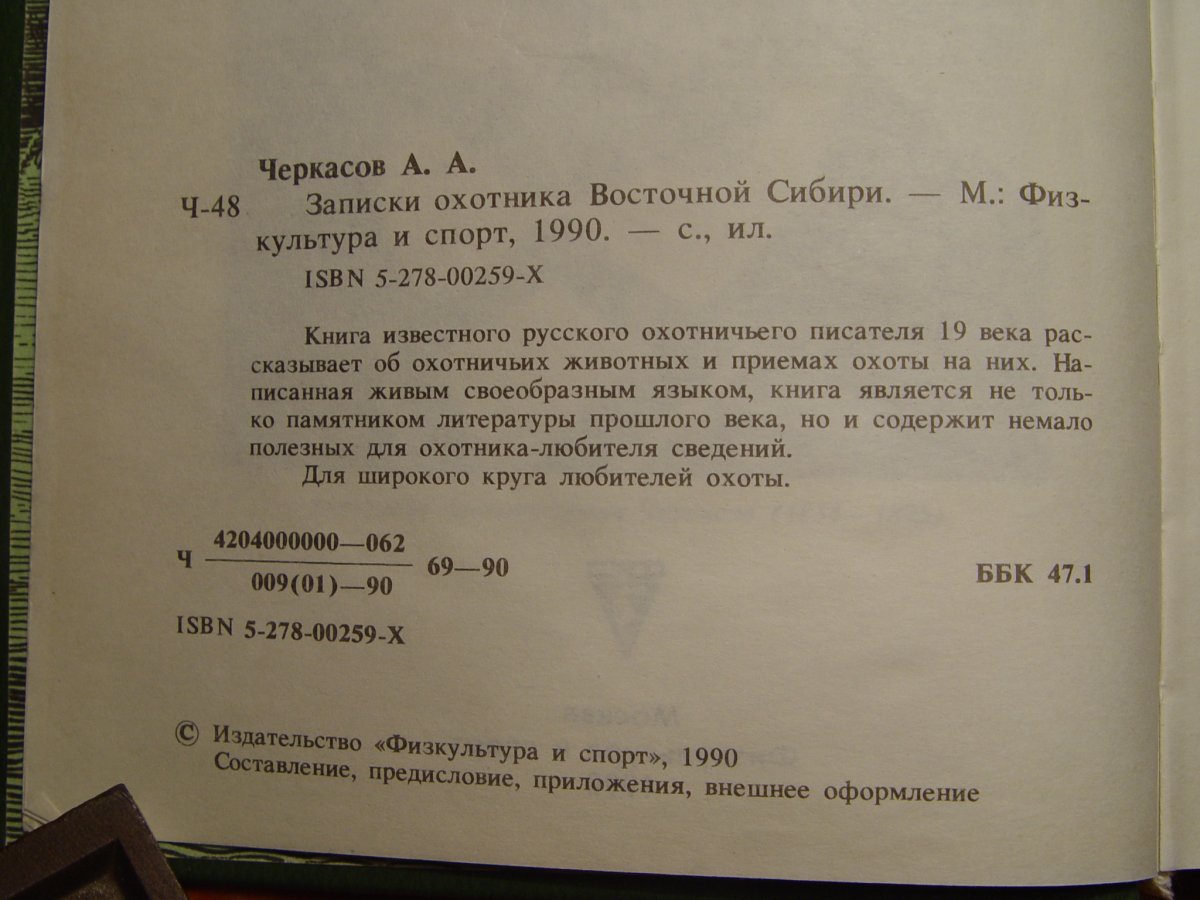 Черкасов А. А.
Ч-48 Записки охотника Восточной Сибири. — М.: Физ-
культура и спорт, 1990. — с., ил.
ISBN 5-278-00259-X
Книга известного русского охотничьего писателя 19 века рас-
сказывает об охотничьих животных и приемах охоты на них. На-
писанная живым своеобразным языком, книга является не толь-
ко памятником литературы прошлого века, но и содержит немало
полезных для охотника-любителя сведений.
Для широкого круга любителей охоты.
4204000000—062
Ч 69—90
009(01)—90
ББК 47.1
ISBN 5-278-00259-X
© Издательство «Физкультура и спорт», 1990
Составление, предисловие, приложения, внешнее оформление